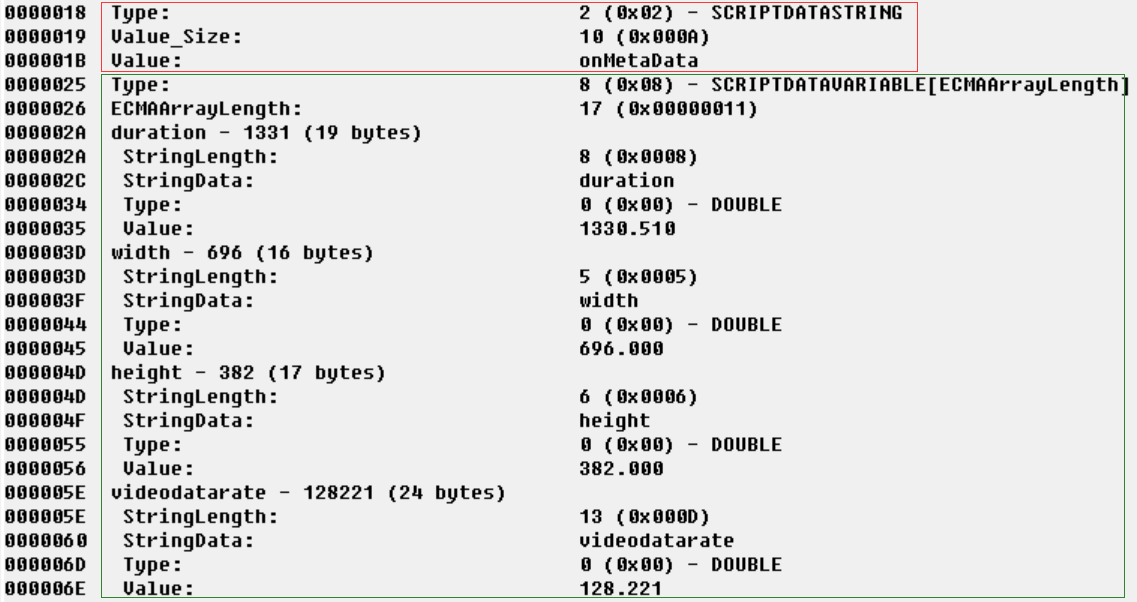 0000018 Type: 2 (0x02) - SCRIPTDATASTRING
0000019 Value_Size: 10 (0x000A)
000001B Value: onMetaData
0000025 Type: 8 (0x08) - SCRIPTDATAVARIABLE[ECMAArrayLength]
0000026 ECMAArrayLength: 17 (0x00000011)
000002A duration - 1331 (19 bytes)
000002A StringLength: 8 (0x0008)
000002C StringData: duration
0000034 Type: 0 (0x00) - DOUBLE
0000035 Value: 1330.510
000003D width - 696 (16 bytes)
000003D StringLength: 5 (0x0005)
000003F StringData: width
0000044 Type: 0 (0x00) - DOUBLE
0000045 Value: 696.000
000004D height - 382 (17 bytes)
000004D StringLength: 6 (0x0006)
000004F StringData: height
0000055 Type: 0 (0x00) - DOUBLE
0000056 Value: 382.000
000005E videodatarate - 128221 (24 bytes)
000005E StringLength: 13 (0x000D)
0000060 StringData: videodatarate
000006D Type: 0 (0x00) - DOUBLE
000006E Value: 128.221